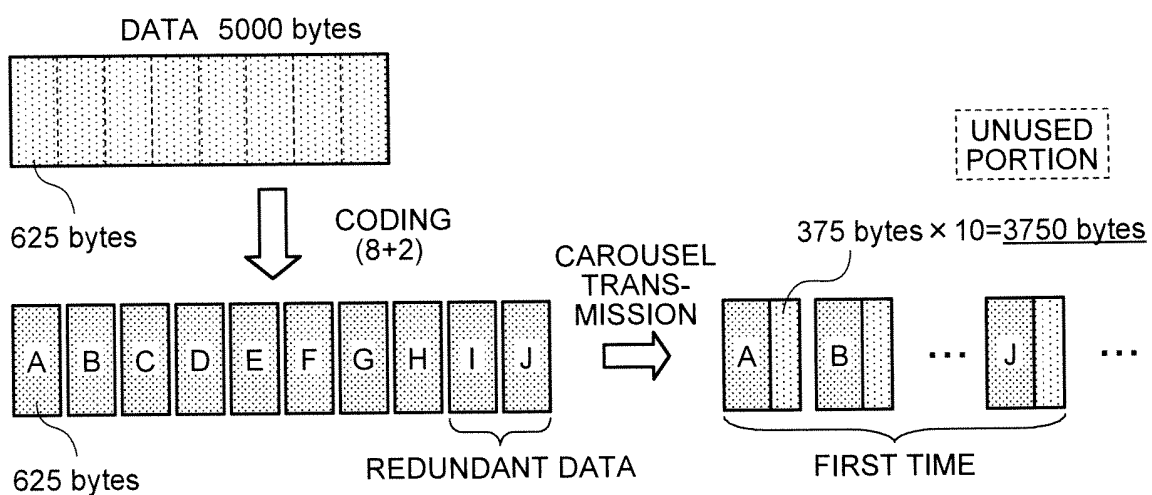 DATA 5000 bytes
UNUSED
PORTION
625 bytes
CODING
(8+2)
375 bytes × 10=3750 bytes
CAROUSEL
TRANS-
MISSION
A B C D E F G H I J
A B ... J ...
625 bytes
REDUNDANT DATA
FIRST TIME